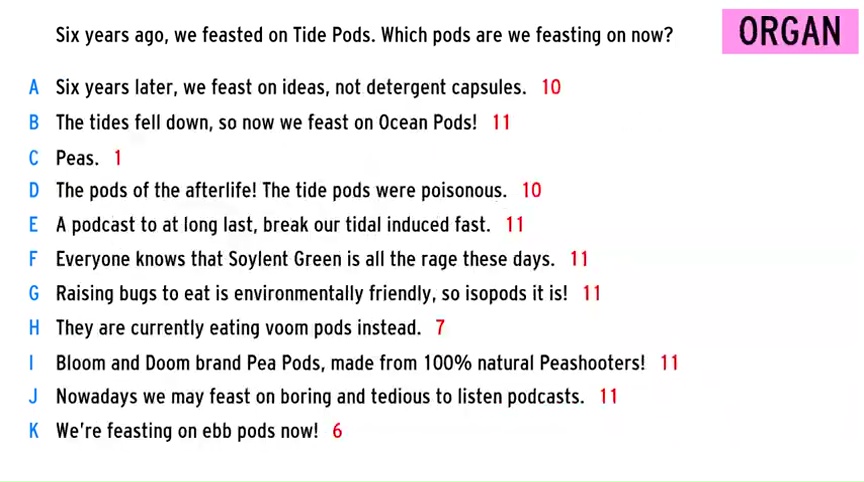 Six years ago, we feasted on Tide Pods. Which pods are we feasting on now?
ORGAN
A Six years later, we feast on ideas, not detergent capsules. 10
B The tides fell down, so now we feast on Ocean Pods! 11
C Peas. 1
D The pods of the afterlife! The tide pods were poisonous. 10
E A podcast to at long last, break our tidal induced fast. 11
F Everyone knows that Soylent Green is all the rage these days. 11
G Raising bugs to eat is environmentally friendly, so isopods it is! 11
H They are currently eating voom pods instead. 7
I Bloom and Doom brand Pea Pods, made from 100% natural Peashooters! 11
J Nowadays we may feast on boring and tedious to listen podcasts. 11
K We're feasting on ebb pods now! 6